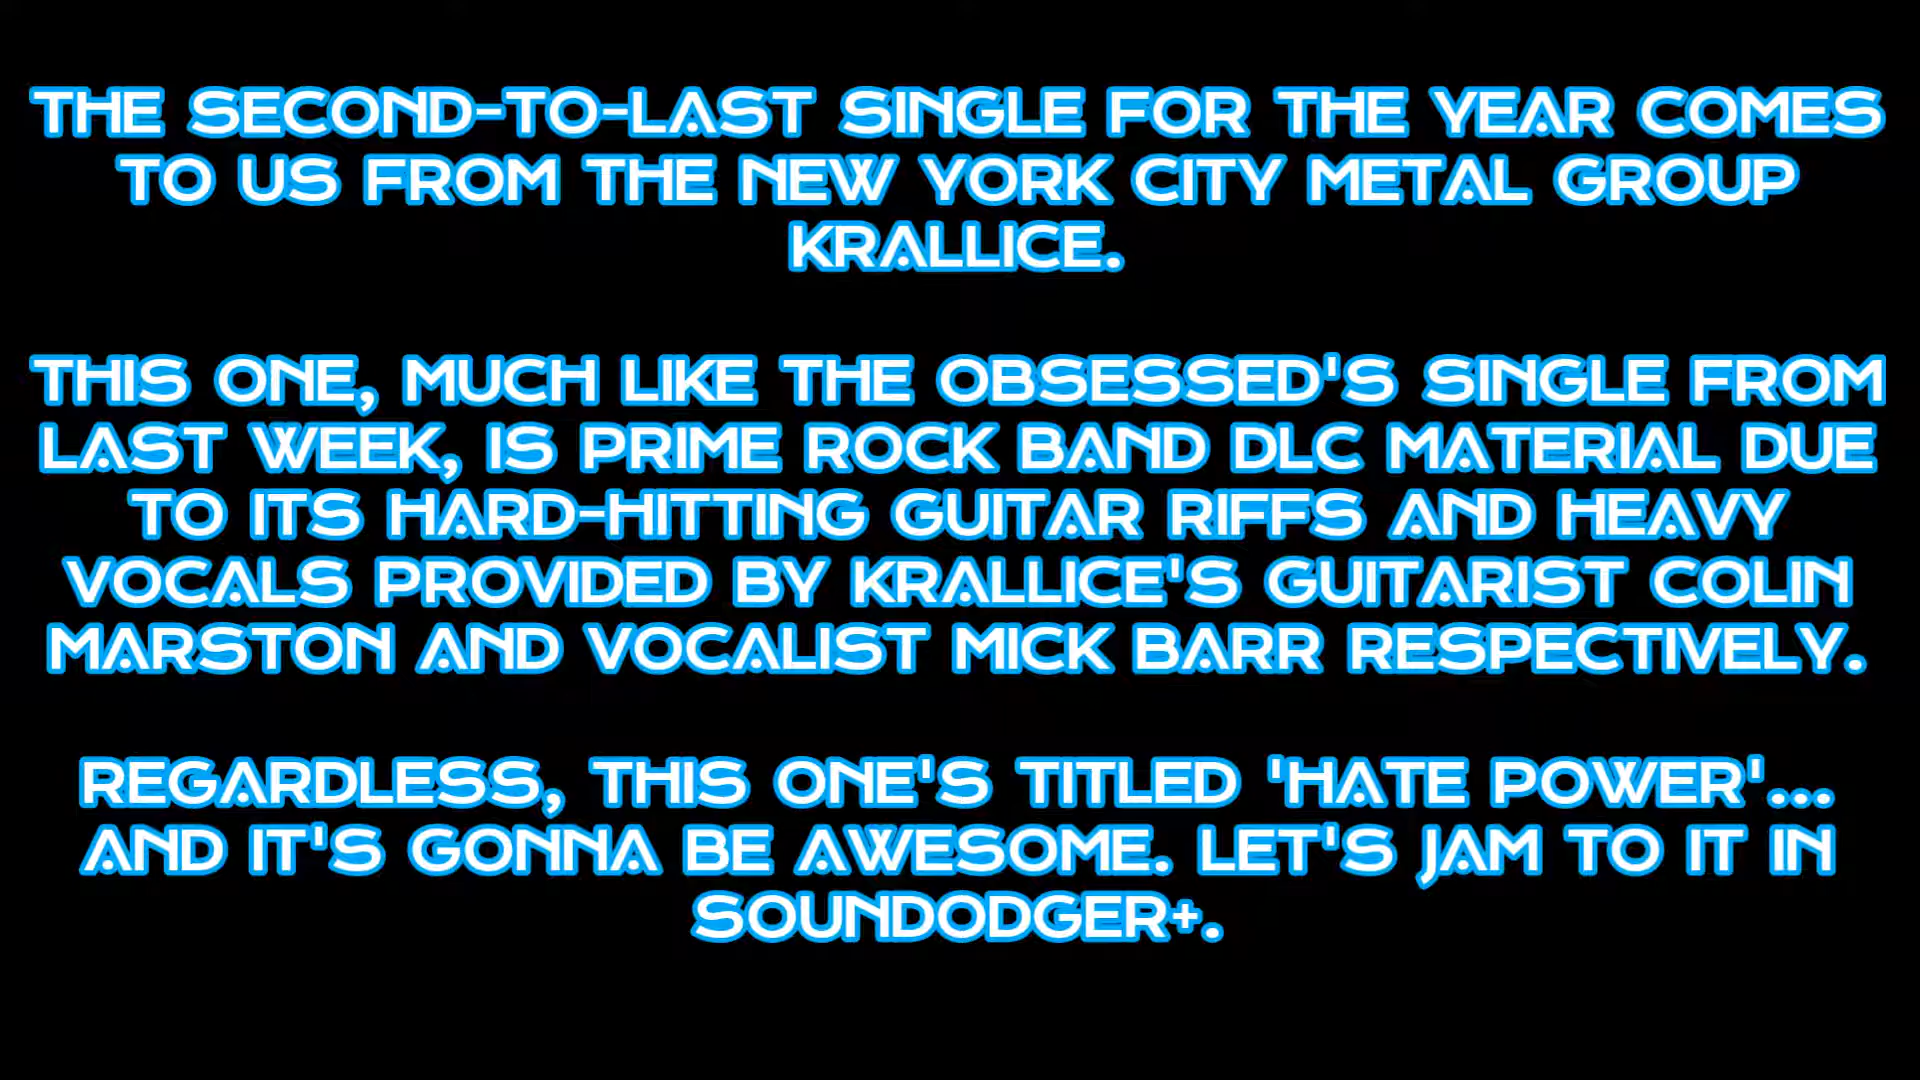 THE SECOND-TO-LAST SINGLE FOR THE YEAR COMES
TO US FROM THE NEW YORK CITY METAL GROUP
KRALLICE.
THIS ONE, MUCH LIKE THE OBSESSED'S SINGLE FROM
LAST WEEK, IS PRIME ROCK BAND DLC MATERIAL DUE
TO ITS HARD-HITTING GUITAR RIFFS AND HEAVY
VOCALS PROVIDED BY KRALLICE'S GUITARIST COLIN
MARSTON AND VOCALIST MICK BARR RESPECTIVELY.
REGARDLESS, THIS ONE'S TITLED 'HATE POWER'...
AND IT'S GONNA BE AWESOME. LET'S JAM TO IT IN
SOUNDODGER+.